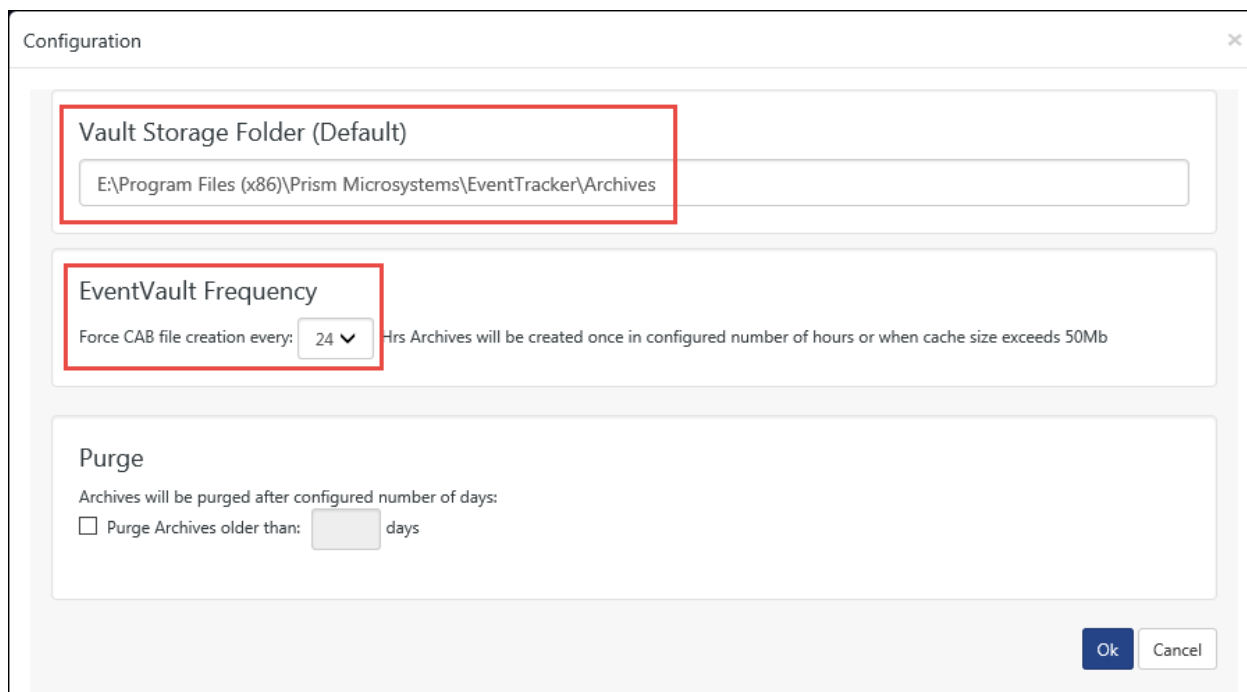 Configuration
×
Vault Storage Folder (Default)
E:\Program Files (x86)\Prism Microsystems\EventTracker\Archives
EventVault Frequency
Force CAB file creation every: 24 Hrs Archives will be created once in configured number of hours or when cache size exceeds 50Mb
Purge
Archives will be purged after configured number of days:
Purge Archives older than: days
Ok Cancel